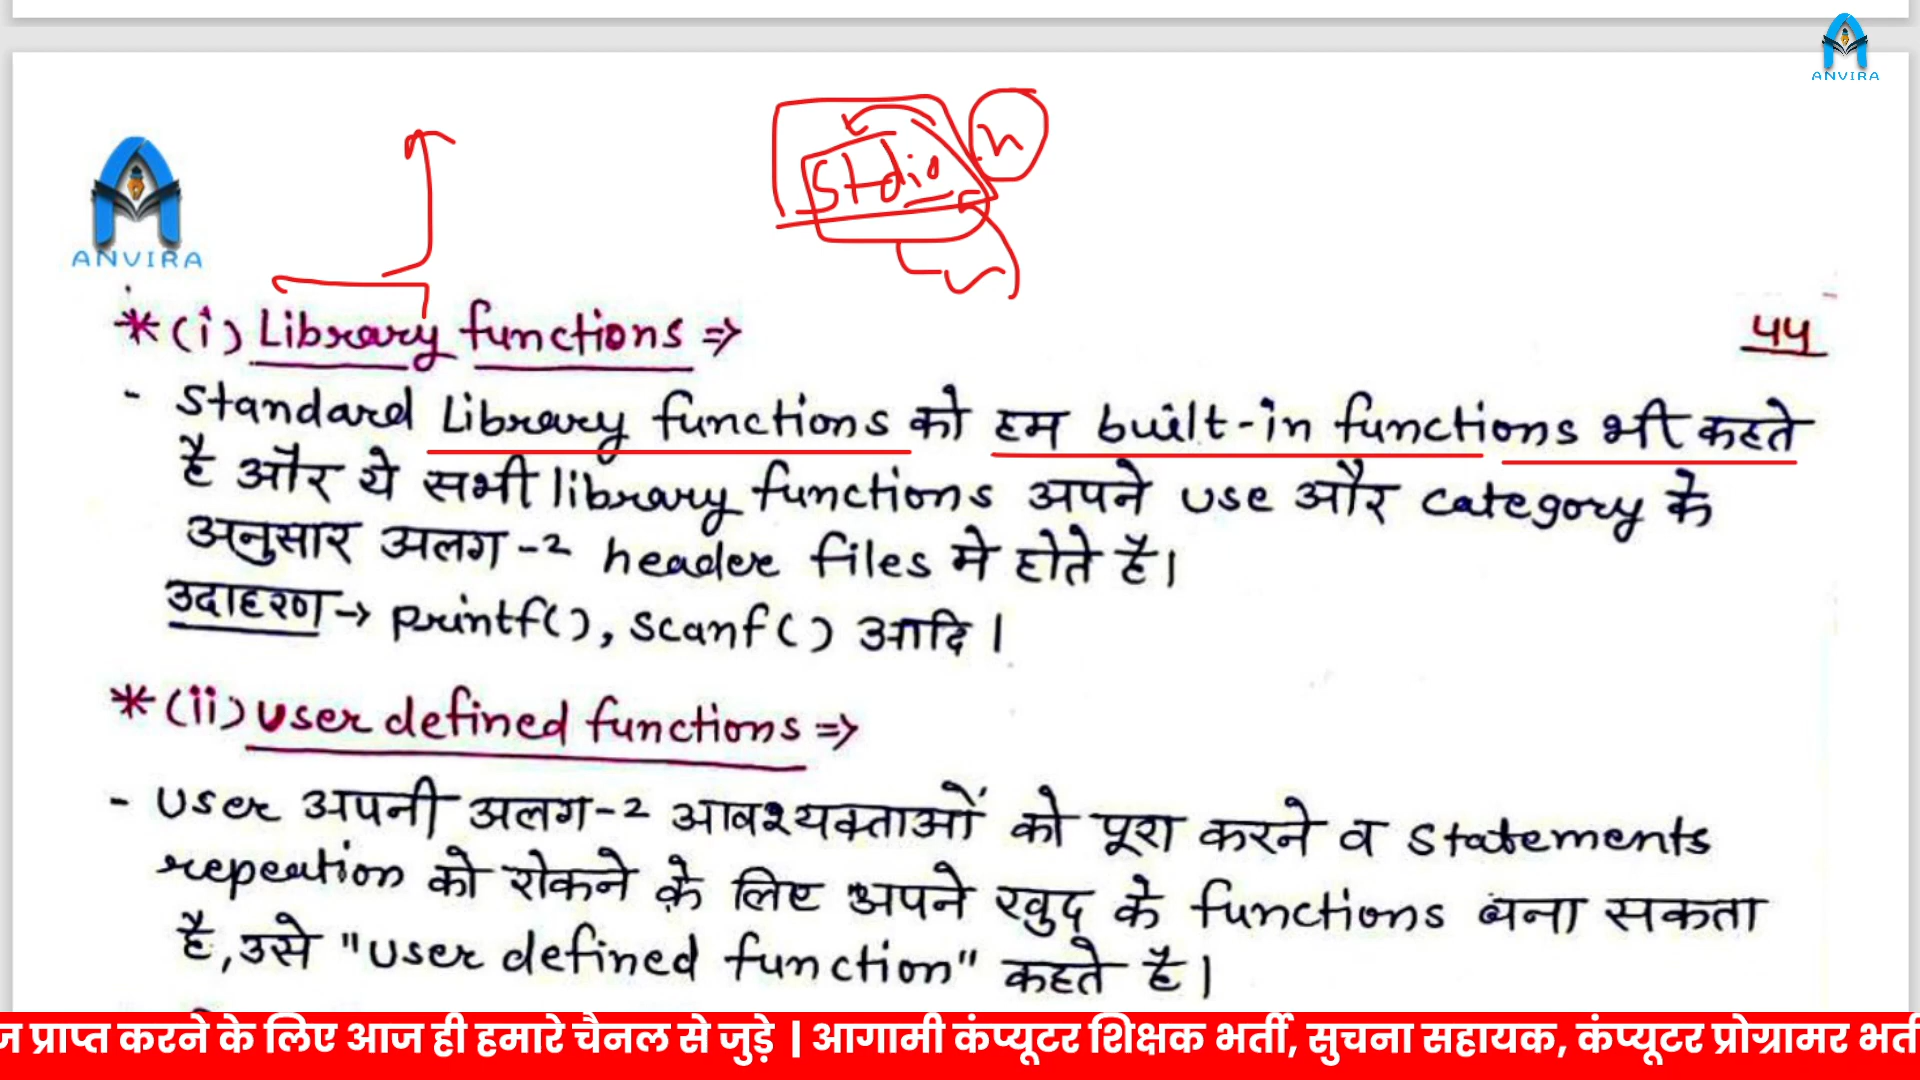 ANVIRA
stdio.h
ANVIRA
*(i) Library functions =>
44
- Standard Library functions को हम built-in functions भी कहते
है और ये सभी library functions अपने use और category के
अनुसार अलग-2 header files मे होते है।
उदाहरण -> printf(), scanf() आदि।
*(ii) user defined functions =>
- user अपनी अलग-2 आवश्यक्ताओं को पूरा करने व statements
repeation को रोकने के लिए अपने खुद के functions बना सकता
है, उसे "user defined function" कहते है।
ज प्राप्त करने के लिए आज ही हमारे चैनल से जुड़े | आगामी कंप्यूटर शिक्षक भर्ती, सुचना सहायक, कंप्यूटर प्रोग्रामर भर्त